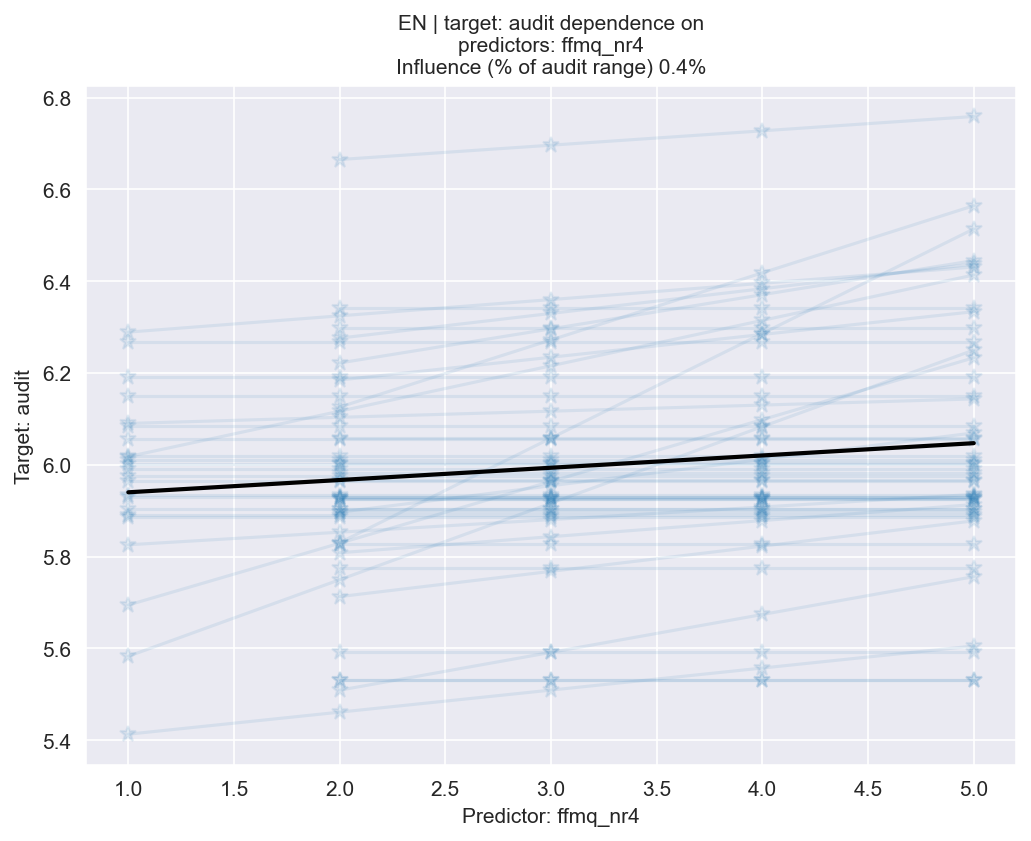 EN | target: audit dependence on
predictors: ffmq_nr4
Influence (% of audit range) 0.4%
6.8
6.6
6.4
6.2
6.0
5.8
5.6
5.4
Target: audit
1.0 1.5 2.0 2.5 3.0 3.5 4.0 4.5 5.0
Predictor: ffmq_nr4